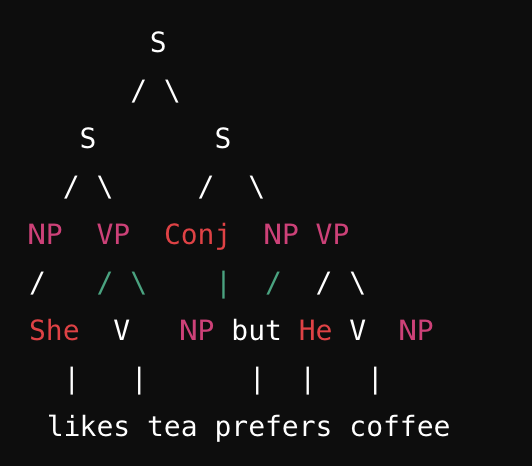 S
/ \
S S
/ \ / \
NP VP Conj NP VP
/ / \ | / / \
She V NP but He V NP
| | | | |
likes tea prefers coffee